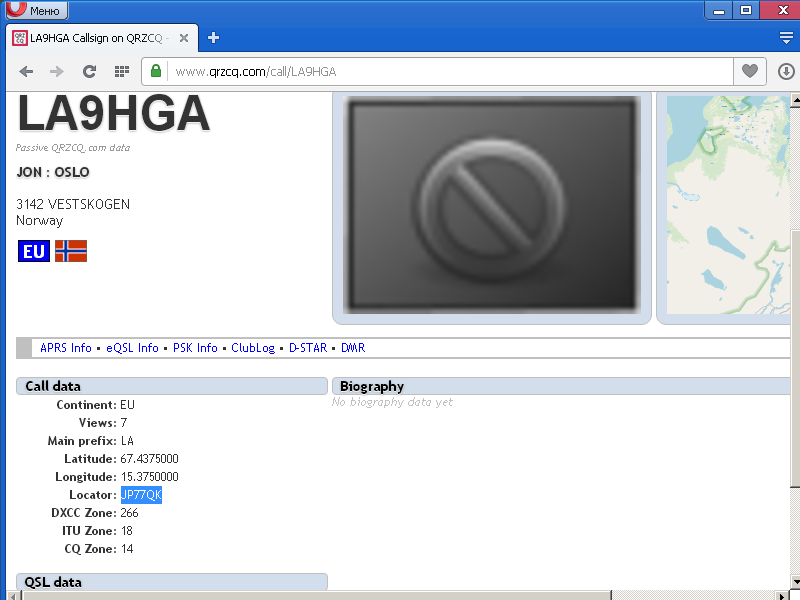 Меню
LA9HGA Callsign on QRZCQ -
www.qrzcq.com/call/LA9HGA
LA9HGA
Passive QRZCQ.com data
JON : OSLO
3142 VESTSKOGEN
Norway
EU
APRS Info • eQSL Info • PSK Info • ClubLog • D-STAR • DMR
Call data
Continent: EU
Views: 7
Main prefix: LA
Latitude: 67.4375000
Longitude: 15.3750000
Locator: JP77QK
DXCC Zone: 266
ITU Zone: 18
CQ Zone: 14
QSL data
Biography
No biography data yet